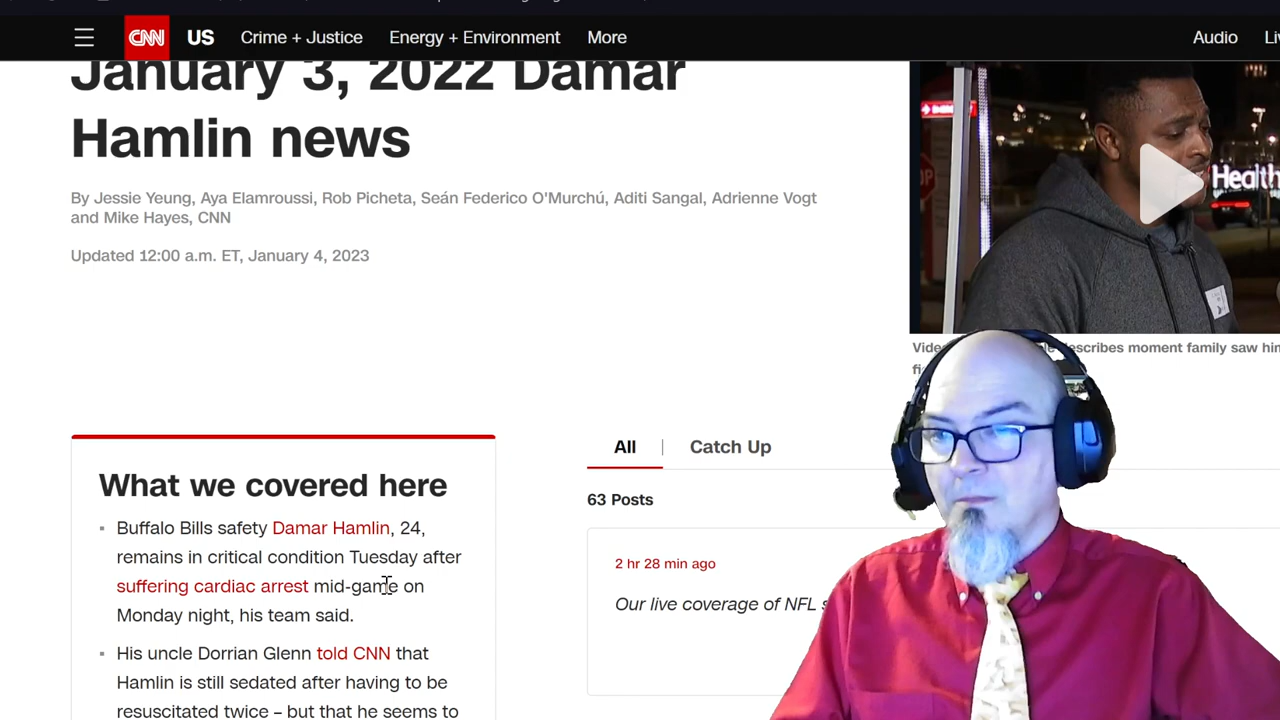 CNN US Crime + Justice Energy + Environment More Audio
January 3, 2022 Damar
Hamlin news
By Jessie Yeung, Aya Elamroussi, Rob Picheta, Seán Federico O'Murchú, Aditi Sangal, Adrienne Vogt
and Mike Hayes, CNN
Updated 12:00 a.m. ET, January 4, 2023
Health
describes moment family saw him
What we covered here
Buffalo Bills safety Damar Hamlin, 24,
remains in critical condition Tuesday after
suffering cardiac arrest mid-game on
Monday night, his team said.
His uncle Dorrian Glenn told CNN that
Hamlin is still sedated after having to be
resuscitated twice – but that he seems to
All | Catch Up
63 Posts
2 hr 28 min ago
Our live coverage of NFL